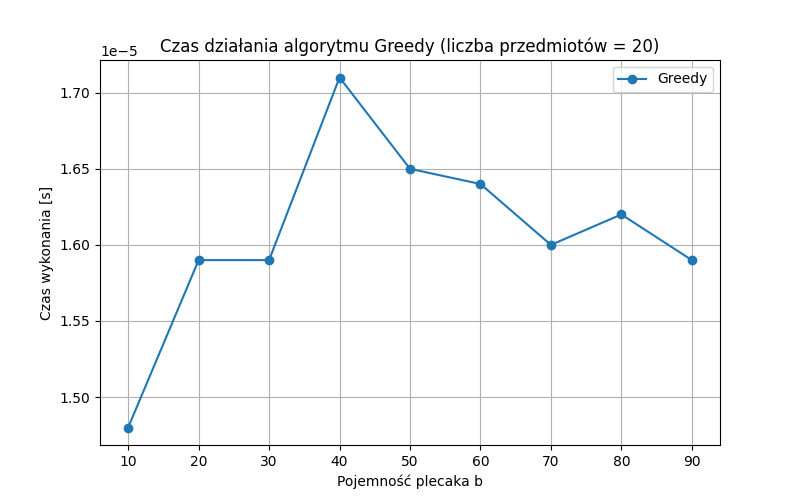 Czas działania algorytmu Greedy (liczba przedmiotów = 20)
1e−5
Greedy
1.70
1.65
1.60
1.55
1.50
Czas wykonania [s]
10 20 30 40 50 60 70 80 90
Pojemność plecaka b